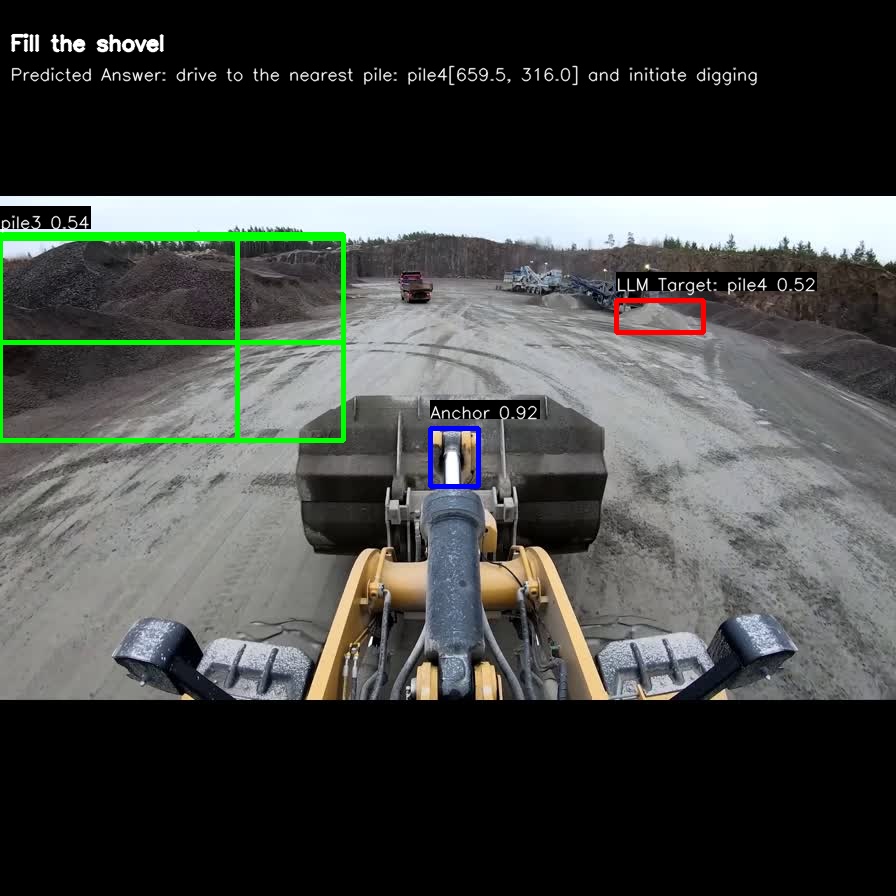 Fill the shovel
Predicted Answer: drive to the nearest pile: pile4[659.5, 316.0] and initiate digging
pile3 0.54
LLM Target: pile4 0.52
Anchor 0.92